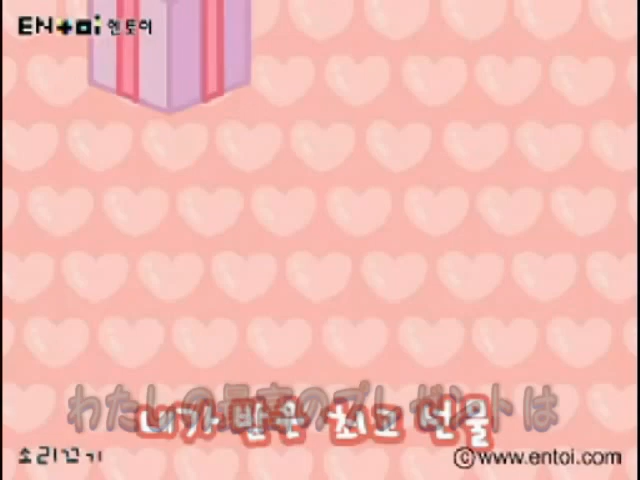 EN+oi 엔토이
わたしの最高のプレゼントは
내가 받은 최고 선물
소리끄기
ⓒwww.entoi.com